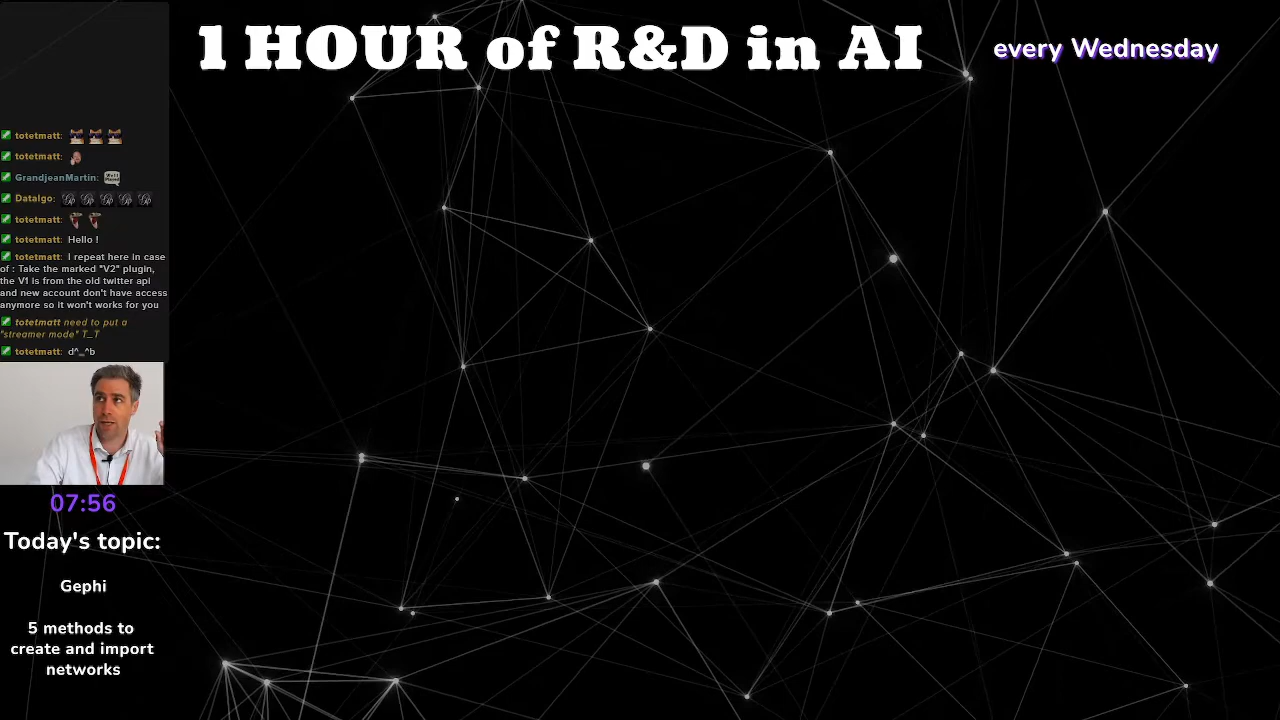 1 HOUR of R&D in AI
every Wednesday
totetmatt:
totetmatt:
GrandjeanMartin:
Datalgo:
totetmatt:
totetmatt: Hello !
totetmatt: I repeat here in case
of : Take the marked "V2" plugin,
the V1 is from the old twitter api
and new account don't have access
anymore so it won't works for you
totetmatt need to put a
"streamer mode" T_T
totetmatt: d^_^b
07:56
Today's topic:
Gephi
5 methods to
create and import
networks